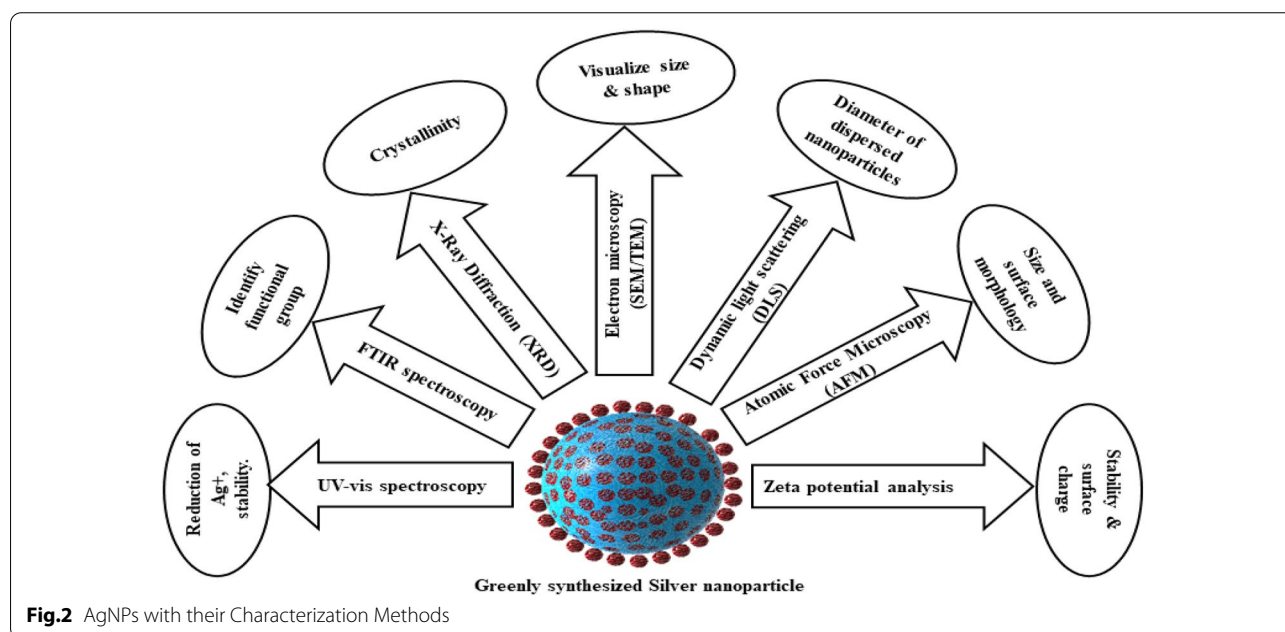 Visualize size
& shape
Electron microscopy
(SEM/TEM)
Crystallinity
X-Ray Diffraction (XRD)
Diameter of
dispersed
nanoparticles
Dynamic light scattering
(DLS)
Identify
functional
group
FTIR spectroscopy
Size and
surface
morphology
Atomic Force Microscopy
(AFM)
Reduction of
Ag+,
stability.
UV-vis spectroscopy
Zeta potential analysis
Stability &
surface
charge
Greenly synthesized Silver nanoparticle
Fig.2 AgNPs with their Characterization Methods